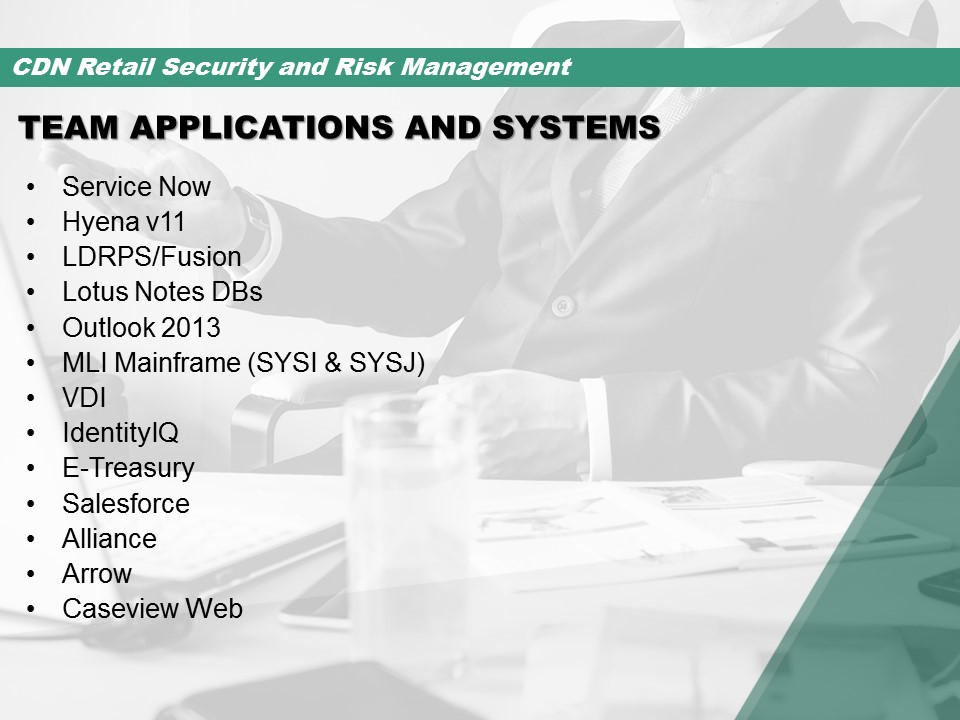 CDN Retail Security and Risk Management
TEAM APPLICATIONS AND SYSTEMS
• Service Now
• Hyena v11
• LDRPS/Fusion
• Lotus Notes DBs
• Outlook 2013
• MLI Mainframe (SYSI & SYSJ)
• VDI
• IdentityIQ
• E-Treasury
• Salesforce
• Alliance
• Arrow
• Caseview Web